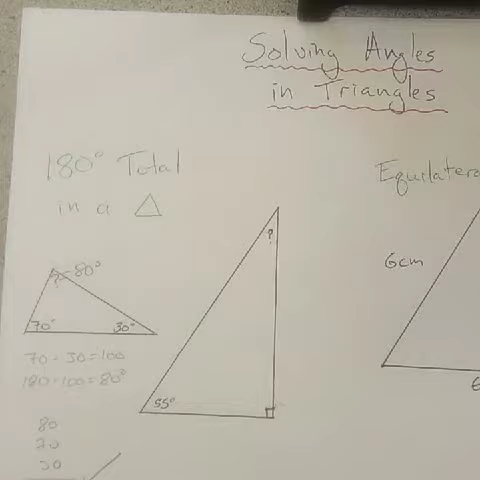 Solving Angles
in Triangles
180° Total
in a
80°
70°
30°
70 - 30 = 100
180 - 100 = 80°
80
70
30
?
55°
6cm